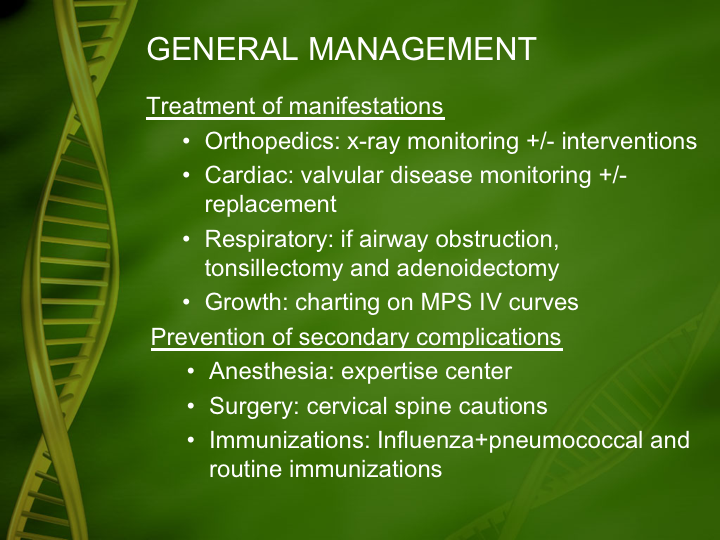 GENERAL MANAGEMENT
Treatment of manifestations
• Orthopedics: x-ray monitoring +/- interventions
• Cardiac: valvular disease monitoring +/-
replacement
• Respiratory: if airway obstruction,
tonsillectomy and adenoidectomy
• Growth: charting on MPS IV curves
Prevention of secondary complications
• Anesthesia: expertise center
• Surgery: cervical spine cautions
• Immunizations: Influenza+pneumococcal and
routine immunizations